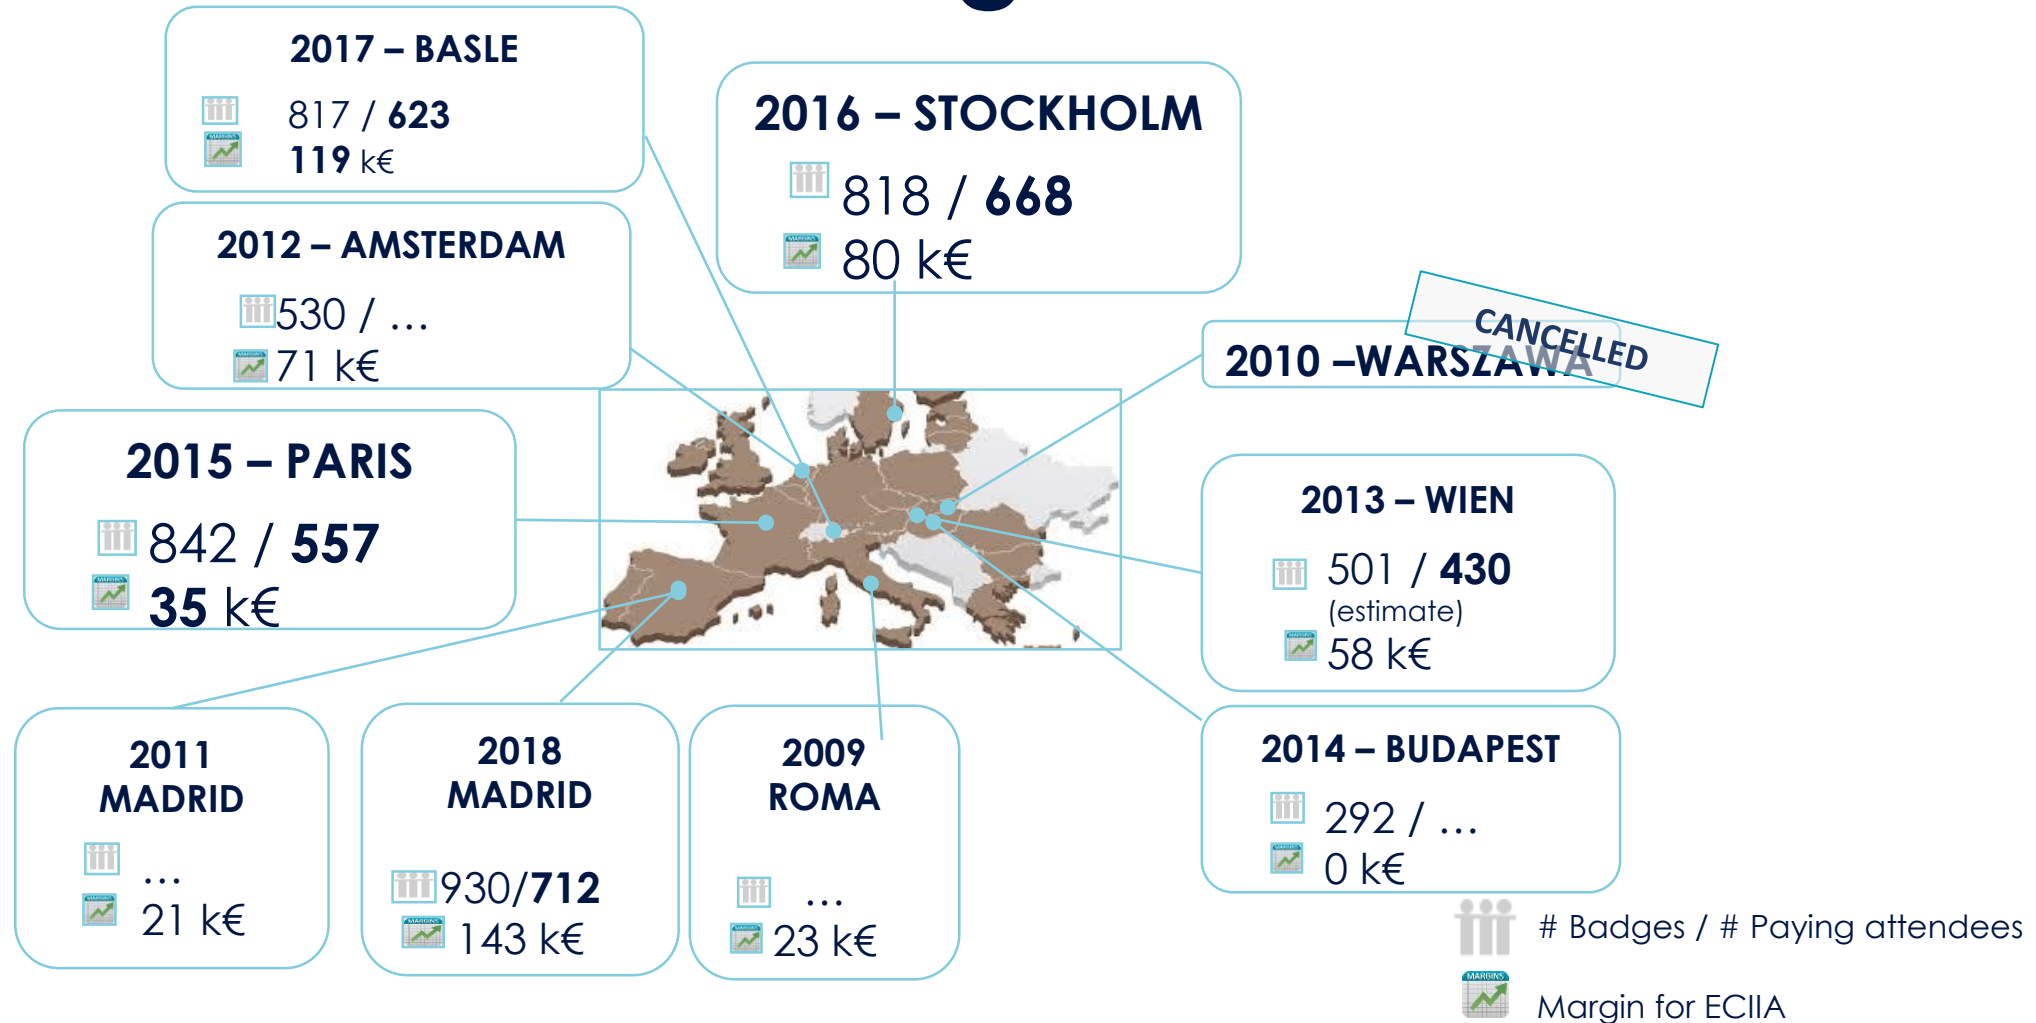 2017 – BASLE
817 / 623
119 k€
2016 – STOCKHOLM
818 / 668
80 k€
2012 – AMSTERDAM
530 / …
71 k€
CANCELLED
2010 –WARSZAWA
2015 – PARIS
842 / 557
35 k€
2013 – WIEN
501 / 430
(estimate)
58 k€
2011
MADRID
…
21 k€
2018
MADRID
930/712
143 k€
2009
ROMA
…
23 k€
2014 – BUDAPEST
292 / …
0 k€
# Badges / # Paying attendees
MARGINS
Margin for ECIIA